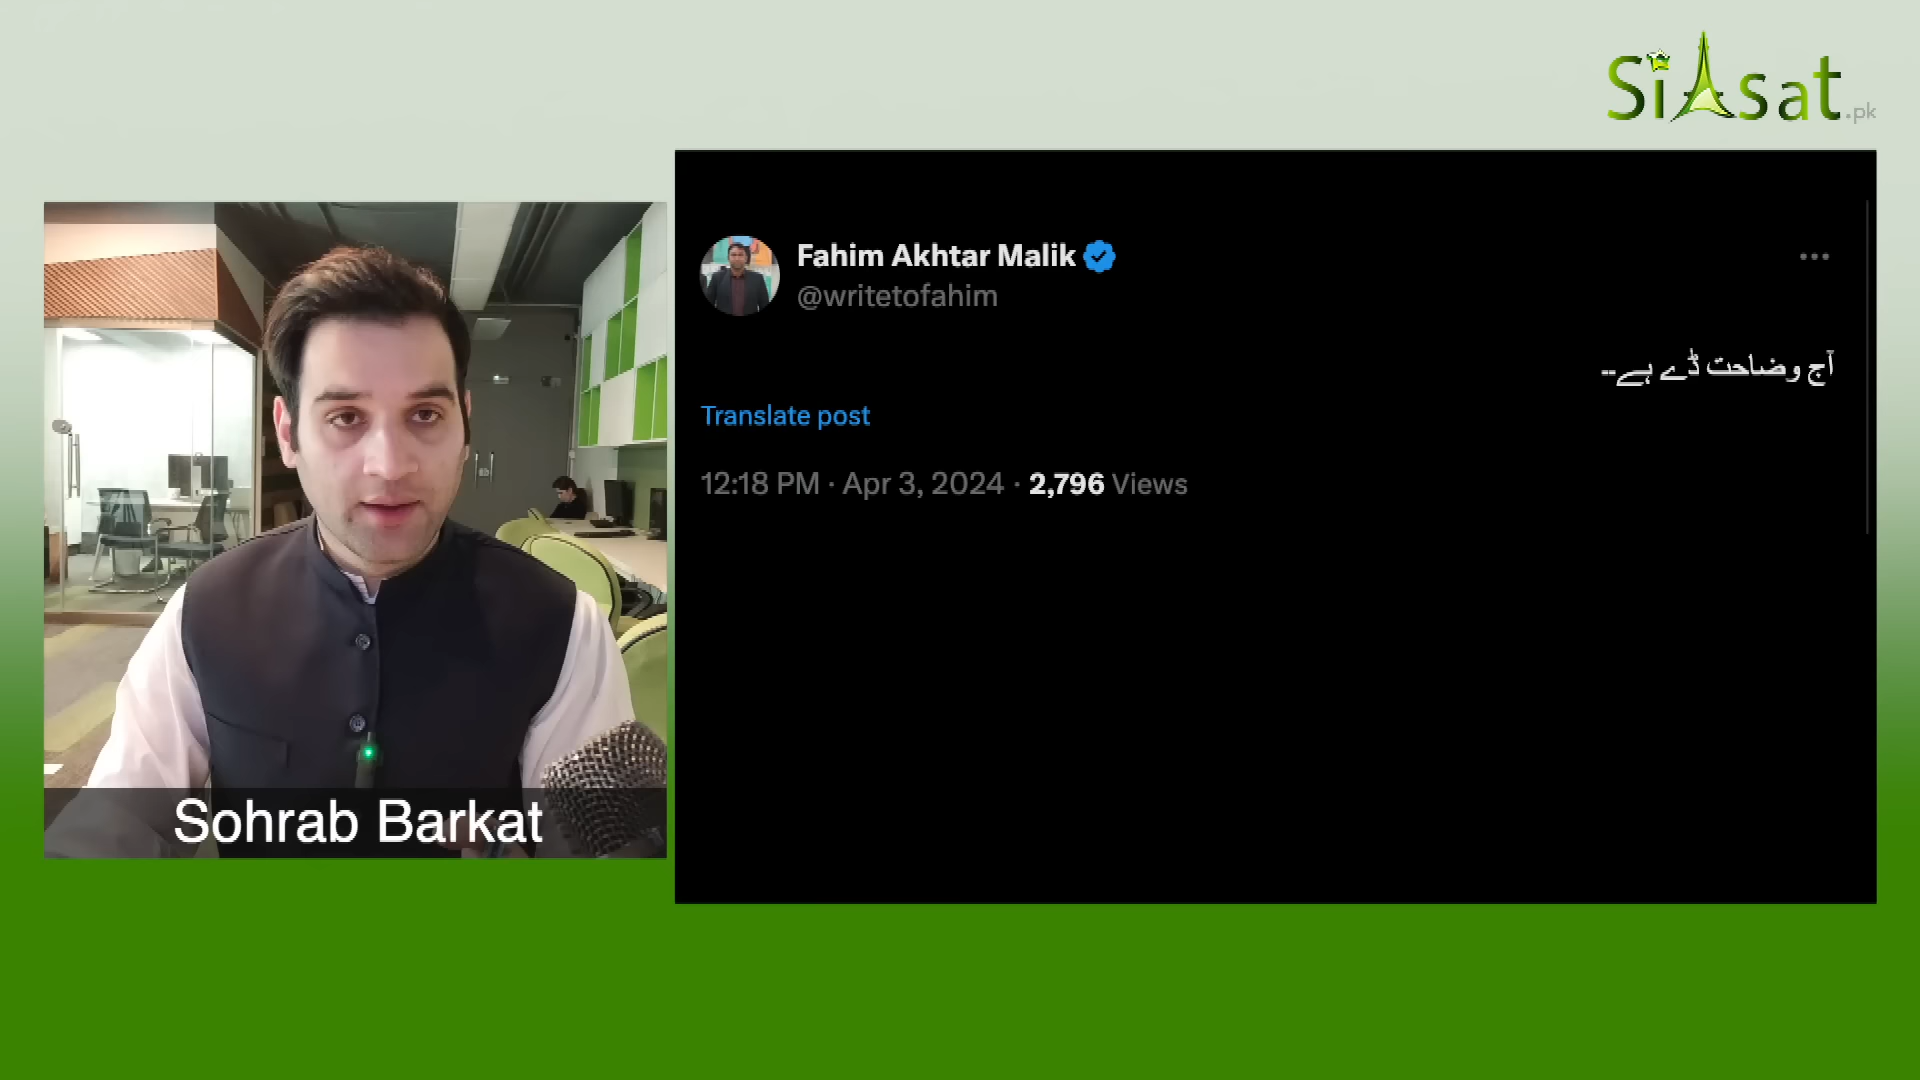 SiAsat.pk
Fahim Akhtar Malik
@writetofahim
آج وضاحت ڈے ہے--
Translate post
12:18 PM · Apr 3, 2024 · 2,796 Views
Sohrab Barkat